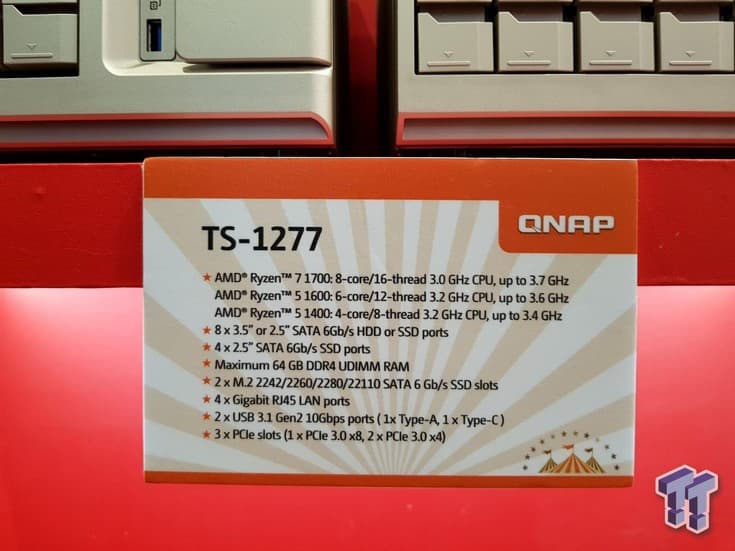 QNAP
TS-1277
★ AMD® Ryzen™ 7 1700: 8-core/16-thread 3.0 GHz CPU, up to 3.7 GHz
AMD® Ryzen™ 5 1600: 6-core/12-thread 3.2 GHz CPU, up to 3.6 GHz
AMD® Ryzen™ 5 1400: 4-core/8-thread 3.2 GHz CPU, up to 3.4 GHz
★ 8 x 3.5” or 2.5” SATA 6Gb/s HDD or SSD ports
★ 4 x 2.5” SATA 6Gb/s SSD ports
★ Maximum 64 GB DDR4 UDIMM RAM
★ 2 x M.2 2242/2260/2280/22110 SATA 6 Gb/s SSD slots
★ 4 x Gigabit RJ45 LAN ports
★ 2 x USB 3.1 Gen2 10Gbps ports ( 1x Type-A, 1 x Type-C )
★ 3 x PCIe slots (1 x PCIe 3.0 x8, 2 x PCIe 3.0 x4)
TT